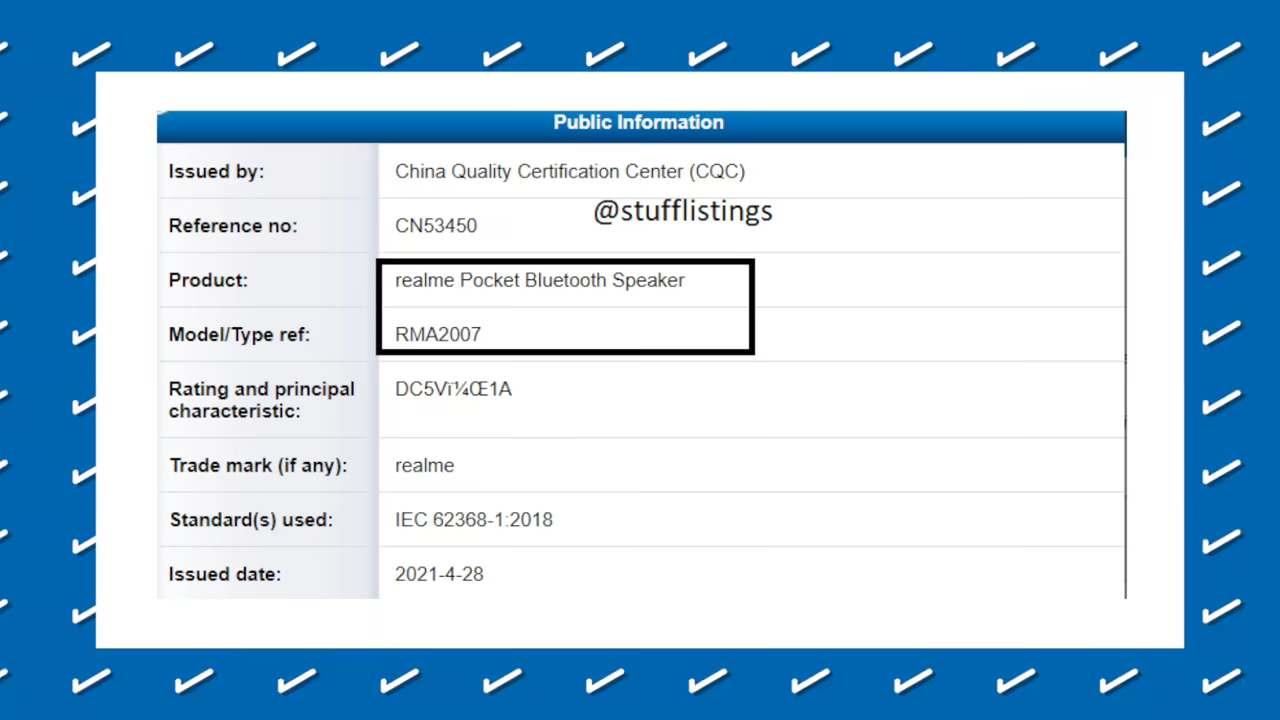 Public Information
Issued by: China Quality Certification Center (CQC)
@stufflistings
Reference no: CN53450
Product: realme Pocket Bluetooth Speaker
Model/Type ref: RMA2007
Rating and principal characteristic: DC5Vï¼Œ1A
Trade mark (if any): realme
Standard(s) used: IEC 62368-1:2018
Issued date: 2021-4-28